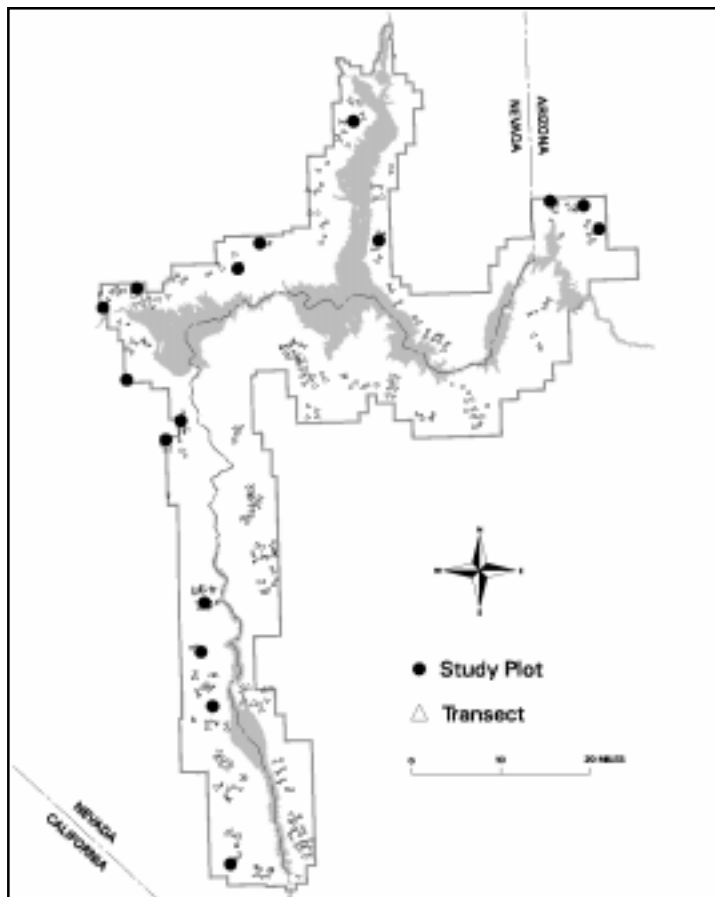 NEVADA
ARIZONA
N
W
E
S
Study Plot
Transect
0 10 20 MILES
NEVADA
CALIFORNIA